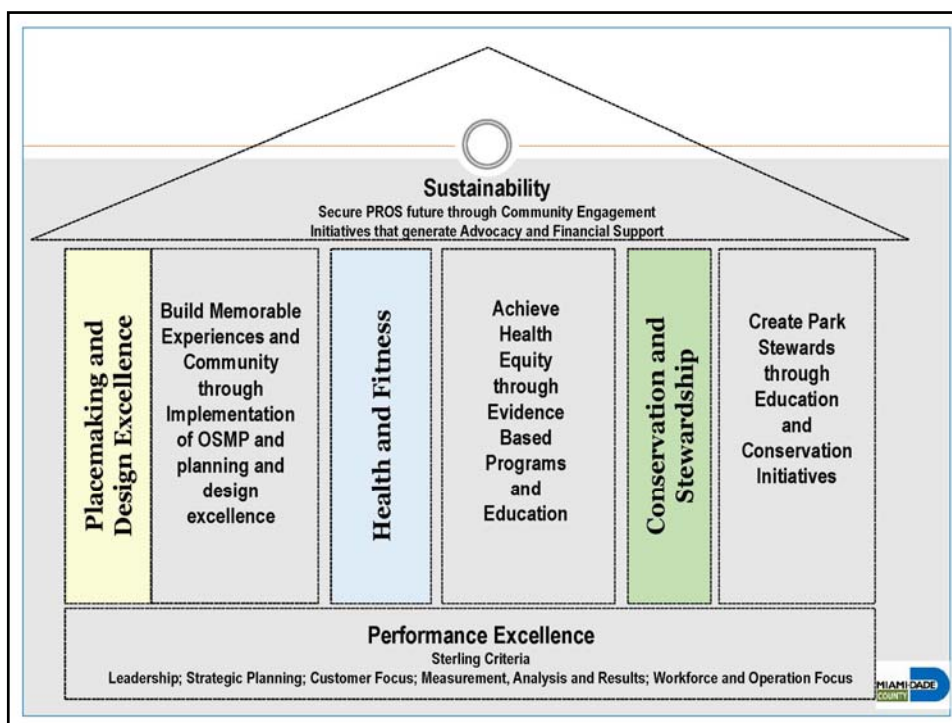 Sustainability
Secure PROS future through Community Engagement
Initiatives that generate Advocacy and Financial Support
Placemaking and
Design Excellence
Build Memorable
Experiences and
Community
through
Implementation
of OSMP and
planning and
design
excellence
Health and Fitness
Achieve
Health
Equity
through
Evidence
Based
Programs
and
Education
Conservation and
Stewardship
Create Park
Stewards
through
Education
and
Conservation
Initiatives
Performance Excellence
Sterling Criteria
Leadership; Strategic Planning; Customer Focus; Measurement, Analysis and Results; Workforce and Operation Focus
MIAMI-DADE
COUNTY